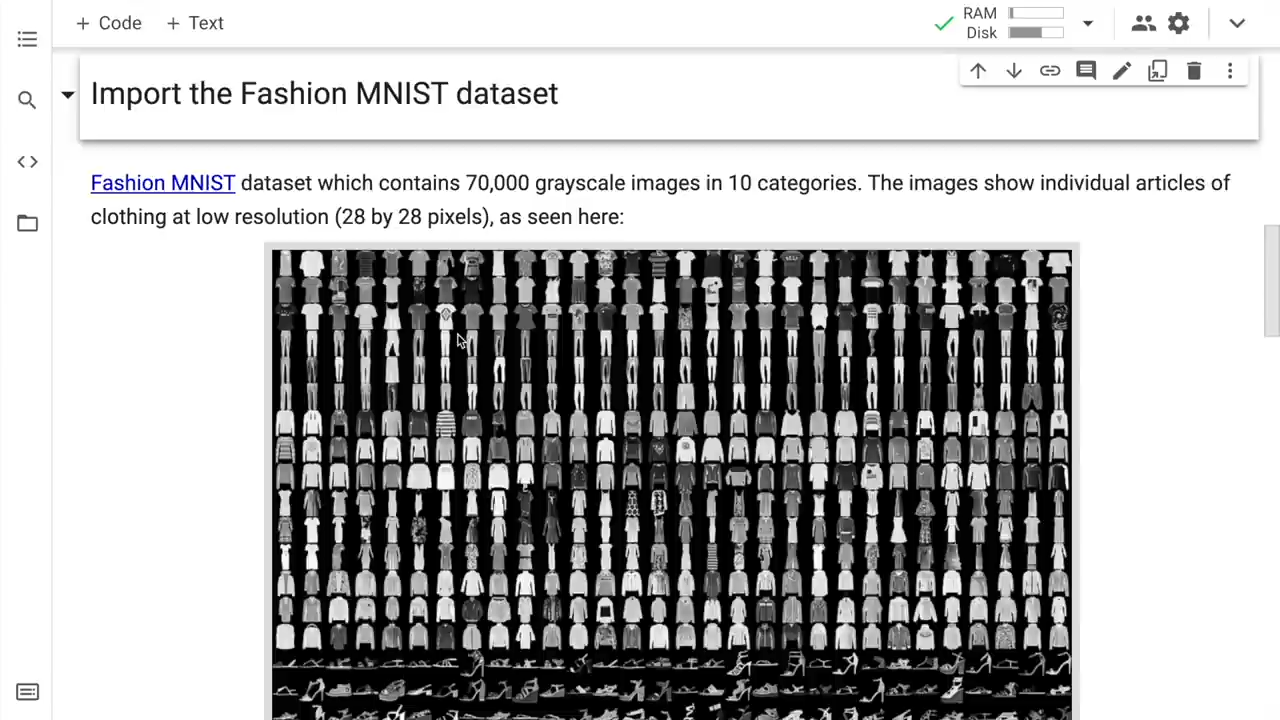 + Code + Text
RAM
Disk
Import the Fashion MNIST dataset
Fashion MNIST dataset which contains 70,000 grayscale images in 10 categories. The images show individual articles of
clothing at low resolution (28 by 28 pixels), as seen here: